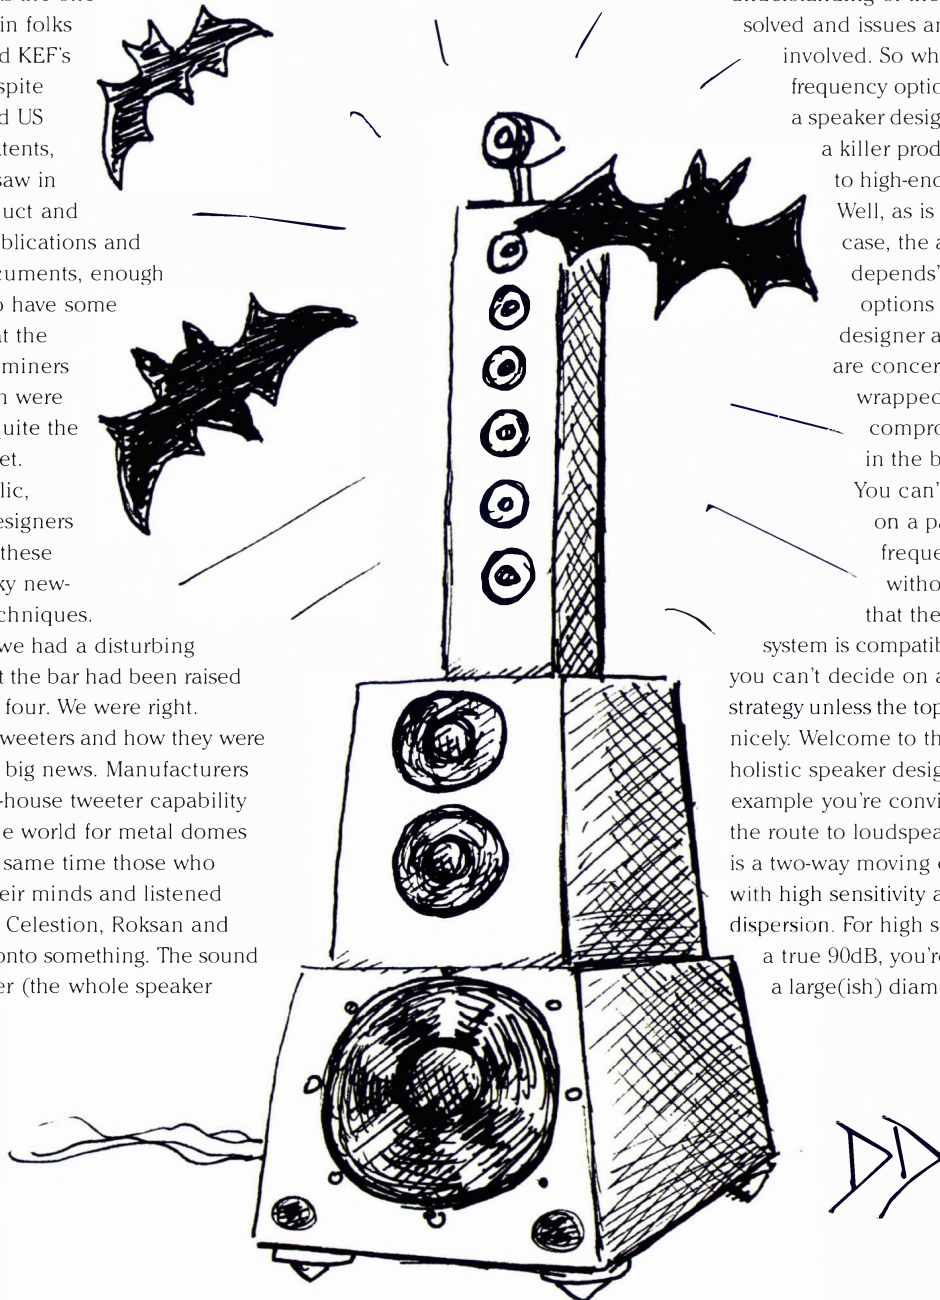 in folks
d KEF's
spite
d US
tents,
saw in
uct and
blications and
cuments, enough
o have some
at the
miners
n were
quite the
et.
lic,
esigners
these
ky new-
chniques.
we had a disturbing
t the bar had been raised
four. We were right.
weeters and how they were
big news. Manufacturers
-house tweeter capability
e world for metal domes
same time those who
eir minds and listened
Celestion, Roksan and
onto something. The sound
er (the whole speaker
solved and issues ar
involved. So wh
frequency optio
a speaker desig
a killer prod
to high-end
Well, as is
case, the a
depends'
options
designer a
are concer
wrapped
compro
in the b
You can'
on a pa
freque
witho
that the
system is compatib
you can't decide on a
strategy unless the top
nicely. Welcome to th
holistic speaker desig
example you're convi
the route to loudspea
is a two-way moving
with high sensitivity a
dispersion. For high s
a true 90dB, you're
a large(ish) diame